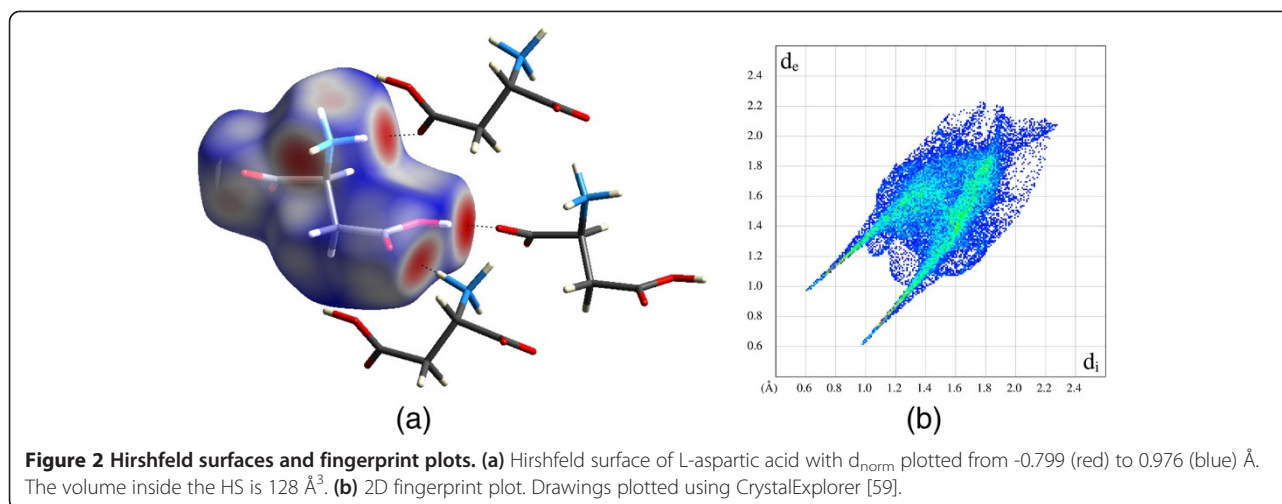 d_e
2.4
2.2
2.0
1.8
1.6
1.4
1.2
1.0
0.8
0.6
d_i
(Å) 0.6 0.8 1.0 1.2 1.4 1.6 1.8 2.0 2.2 2.4
(a) (b)
Figure 2 Hirshfeld surfaces and fingerprint plots. (a) Hirshfeld surface of L-aspartic acid with d_norm plotted from -0.799 (red) to 0.976 (blue) Å.
The volume inside the HS is 128 Å³. (b) 2D fingerprint plot. Drawings plotted using CrystalExplorer [59].